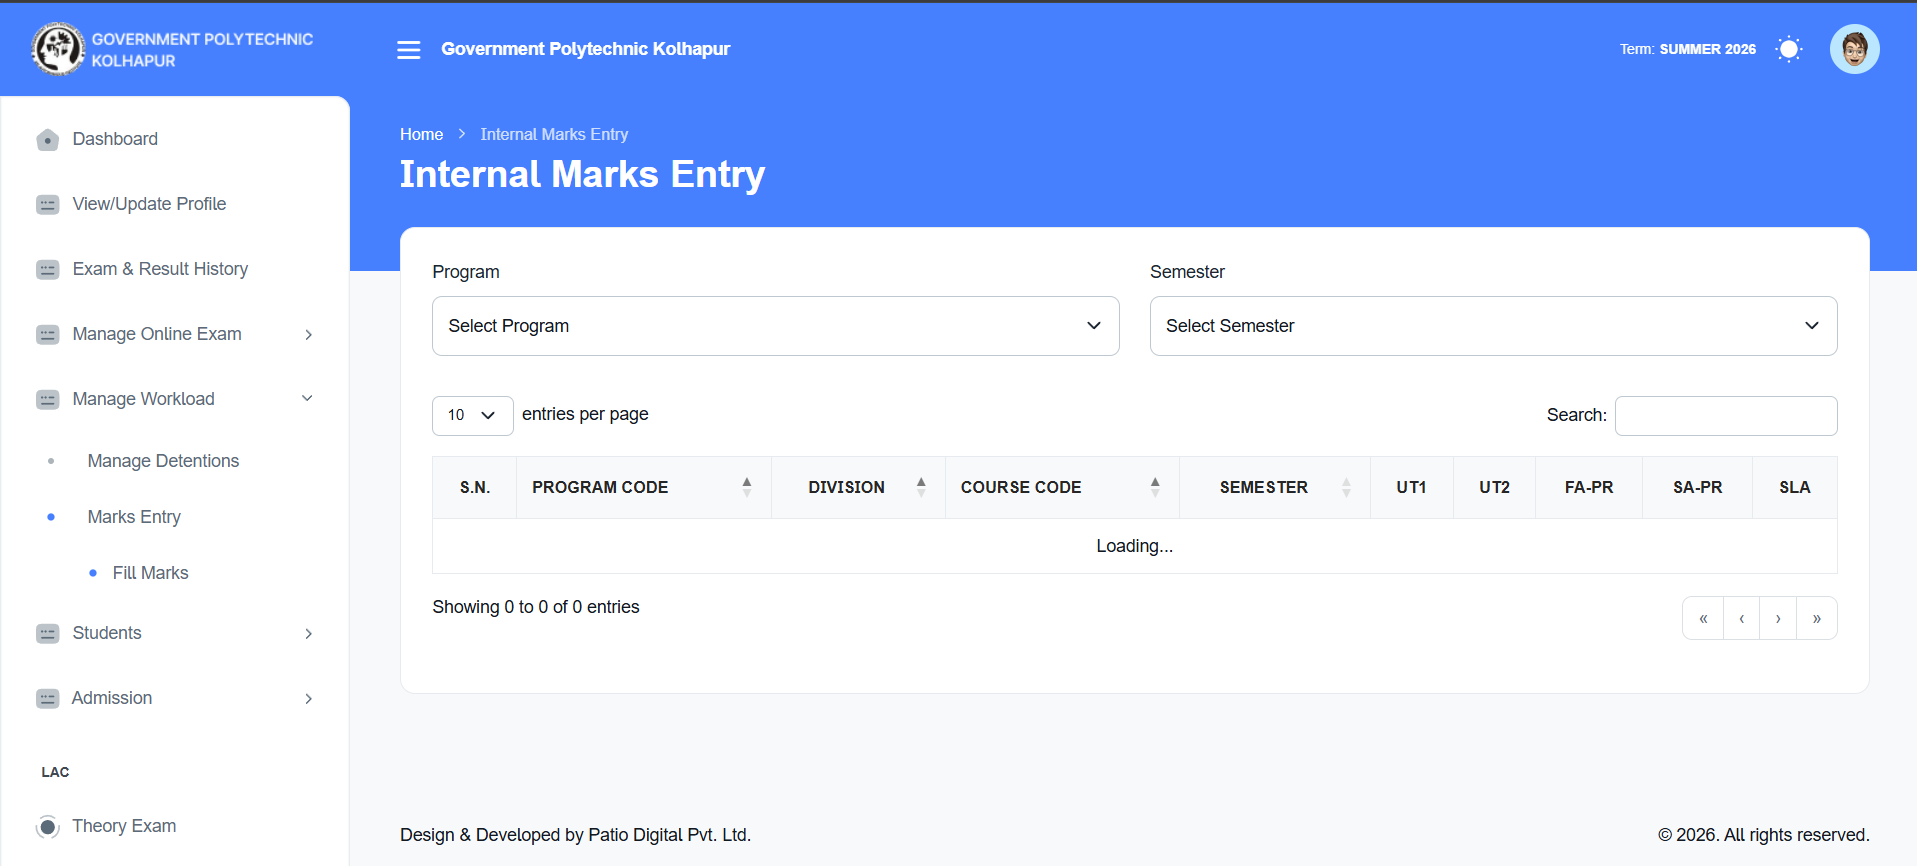 GOVERNMENT POLYTECHNIC
KOLHAPUR
Government Polytechnic Kolhapur
Term: SUMMER 2026
Dashboard
View/Update Profile
Exam & Result History
Manage Online Exam
Manage Workload
Manage Detentions
Marks Entry
Fill Marks
Students
Admission
LAC
Theory Exam
Home > Internal Marks Entry
Internal Marks Entry
Program
Semester
Select Program
Select Semester
10 entries per page
Search:
S.N. PROGRAM CODE DIVISION COURSE CODE SEMESTER UT1 UT2 FA-PR SA-PR SLA
Loading...
Showing 0 to 0 of 0 entries
« ‹ › »
Design & Developed by Patio Digital Pvt. Ltd.
© 2026. All rights reserved.